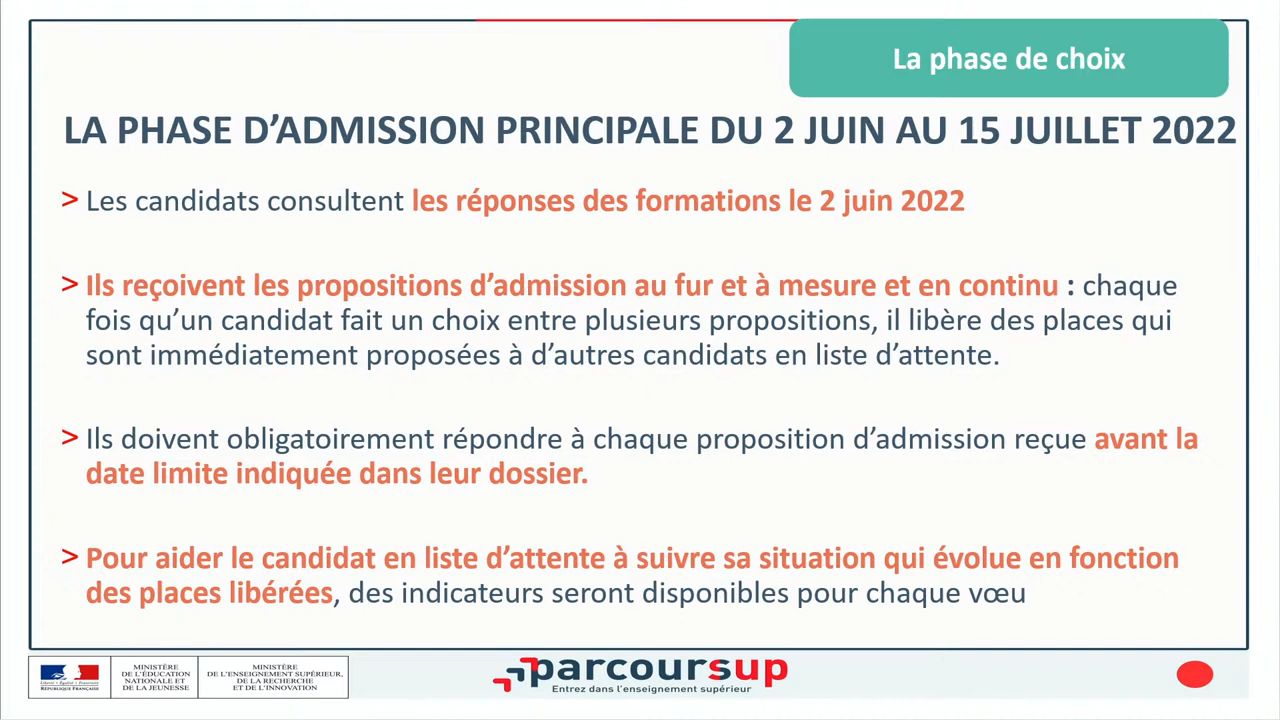 La phase de choix
LA PHASE D'ADMISSION PRINCIPALE DU 2 JUIN AU 15 JUILLET 2022
> Les candidats consultent les réponses des formations le 2 juin 2022
> Ils reçoivent les propositions d'admission au fur et à mesure et en continu : chaque
fois qu'un candidat fait un choix entre plusieurs propositions, il libère des places qui
sont immédiatement proposées à d'autres candidats en liste d'attente.
> Ils doivent obligatoirement répondre à chaque proposition d'admission reçue avant la
date limite indiquée dans leur dossier.
> Pour aider le candidat en liste d'attente à suivre sa situation qui évolue en fonction
des places libérées, des indicateurs seront disponibles pour chaque vœu
Liberté • Égalité • Fraternité
RÉPUBLIQUE FRANÇAISE
MINISTÈRE
DE L'ÉDUCATION
NATIONALE ET
DE LA JEUNESSE
MINISTÈRE
DE L'ENSEIGNEMENT SUPÉRIEUR,
DE LA RECHERCHE
ET DE L'INNOVATION
parcoursup
Entrez dans l'enseignement supérieur